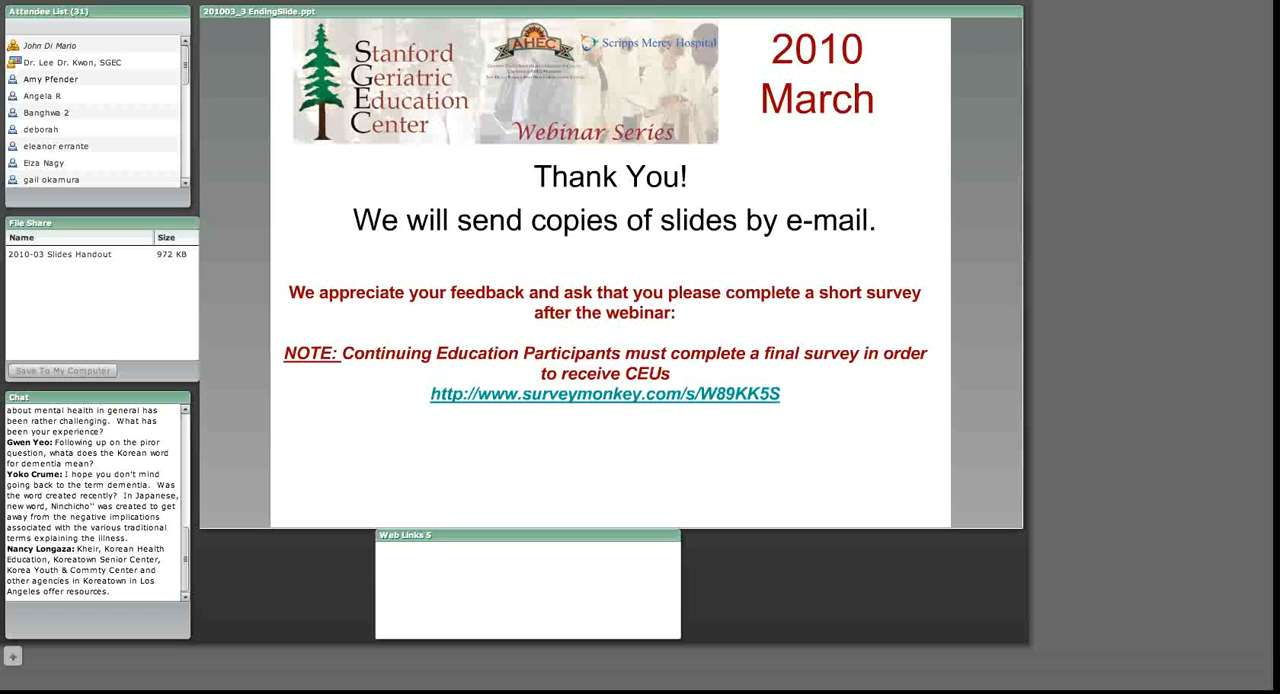 Attendee List (31)
John Di Mario
Dr. Lee Dr. Kwon, SGEC
Amy Pfender
Angela R
Banghwa 2
deborah
eleanor errante
Elza Nagy
gail okamura
File Share
Name Size
2010-03 Slides Handout 972 KB
Save To My Computer
Chat
about mental health in general has
been rather challenging. What has
been your experience?
Gwen Yeo: Following up on the piror
question, whata does the Korean word
for dementia mean?
Yoko Crume: I hope you don't mind
going back to the term dementia. Was
the word created recently? In Japanese,
new word, Ninchicho" was created to get
away from the negative implications
associated with the various traditional
terms explaining the illness.
Nancy Longaza: Kheir, Korean Health
Education, Koreatown Senior Center,
Korea Youth & Commty Center and
other agencies in Koreatown in Los
Angeles offer resources.
201003_3 EndingSlide.ppt
Stanford
Geriatric
Education
Center
AHEC
Scripps Mercy Hospital
Webinar Series
2010
March
Thank You!
We will send copies of slides by e-mail.
We appreciate your feedback and ask that you please complete a short survey
after the webinar:
NOTE: Continuing Education Participants must complete a final survey in order
to receive CEUs
http://www.surveymonkey.com/s/W89KK5S
Web Links 5